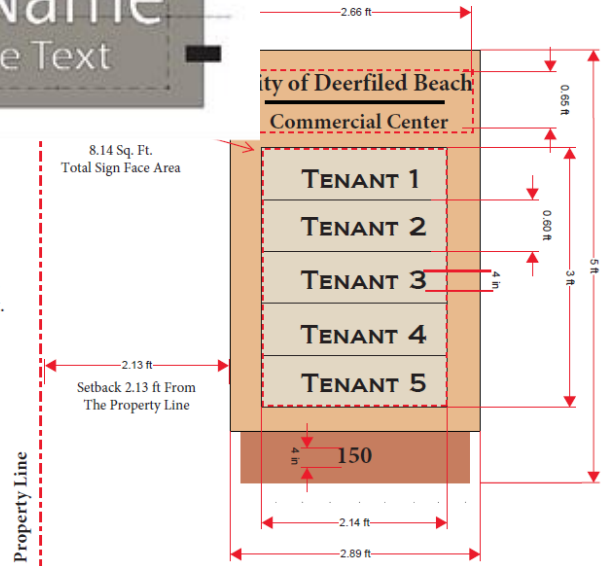 Name
e Text
2.66 ft
ity of Deerfiled Beach
Commercial Center
0.65 ft
8.14 Sq. Ft.
Total Sign Face Area
TENANT 1
TENANT 2
0.60 ft
TENANT 3
4 in
3 ft
5 ft
TENANT 4
TENANT 5
2.13 ft
Setback 2.13 ft From
The Property Line
Property Line
4 in
150
2.14 ft
2.89 ft